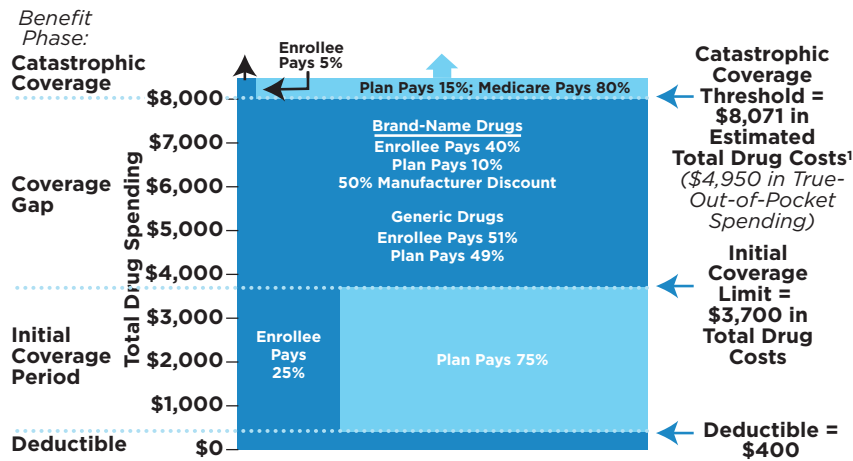 Benefit
Phase:
Catastrophic
Coverage
Coverage
Gap
Initial
Coverage
Period
Deductible
Total Drug Spending
$8,000
$7,000
$6,000
$5,000
$4,000
$3,000
$2,000
$1,000
$0
Enrollee
Pays 5%
Plan Pays 15%; Medicare Pays 80%
Brand-Name Drugs
Enrollee Pays 40%
Plan Pays 10%
50% Manufacturer Discount
Generic Drugs
Enrollee Pays 51%
Plan Pays 49%
Enrollee
Pays
25%
Plan Pays 75%
Catastrophic
Coverage
Threshold =
$8,071 in
Estimated
Total Drug Costs¹
($4,950 in True-
Out-of-Pocket
Spending)
Initial
Coverage
Limit =
$3,700 in
Total Drug
Costs
Deductible =
$400